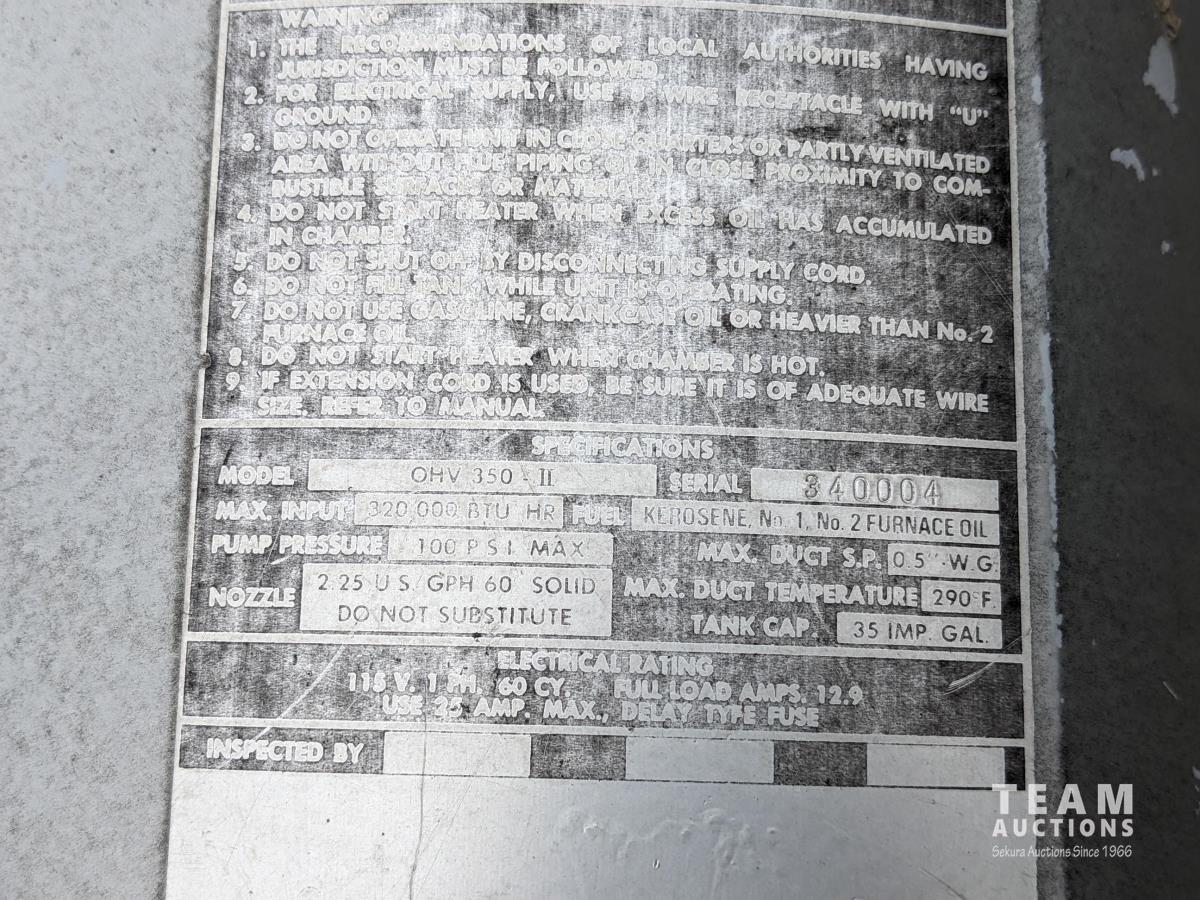 WARNING
1. THE RECOMMENDATIONS OF LOCAL AUTHORITIES HAVING
JURISDICTION MUST BE FOLLOWED.
2. FOR ELECTRICAL SUPPLY, USE 3 WIRE RECEPTACLE WITH "U"
GROUND.
3. DO NOT OPERATE UNIT IN CLOSE QUARTERS OR PARTLY VENTILATED
AREA WITHOUT FLUE PIPING, OR IN CLOSE PROXIMITY TO COM-
BUSTIBLE SURFACES OR MATERIALS.
4. DO NOT START HEATER WHEN EXCESS OIL HAS ACCUMULATED
IN CHAMBER.
5. DO NOT SHUT OFF BY DISCONNECTING SUPPLY CORD.
6. DO NOT FILL TANK WHILE UNIT IS OPERATING.
7 DO NOT USE GASOLINE, CRANKCASE OIL OR HEAVIER THAN No. 2
FURNACE OIL.
8. DO NOT START HEATER WHEN CHAMBER IS HOT.
9. IF EXTENSION CORD IS USED, BE SURE IT IS OF ADEQUATE WIRE
SIZE. REFER TO MANUAL.
SPECIFICATIONS
MODEL OHV 350 - II SERIAL 340004
MAX. INPUT 320,000 BTU HR FUEL KEROSENE, No. 1, No. 2 FURNACE OIL
PUMP PRESSURE 100 P S I. MAX. MAX. DUCT S.P. 0.5" W.G.
NOZZLE 2.25 U.S. GPH 60° SOLID MAX. DUCT TEMPERATURE 290°F.
DO NOT SUBSTITUTE TANK CAP. 35 IMP. GAL.
ELECTRICAL RATING
115 V. 1 PH. 60 CY. FULL LOAD AMPS. 12.9
USE 25 AMP. MAX., DELAY TYPE FUSE
INSPECTED BY
TEAM
AUCTIONS
Sekura Auctions Since 1966